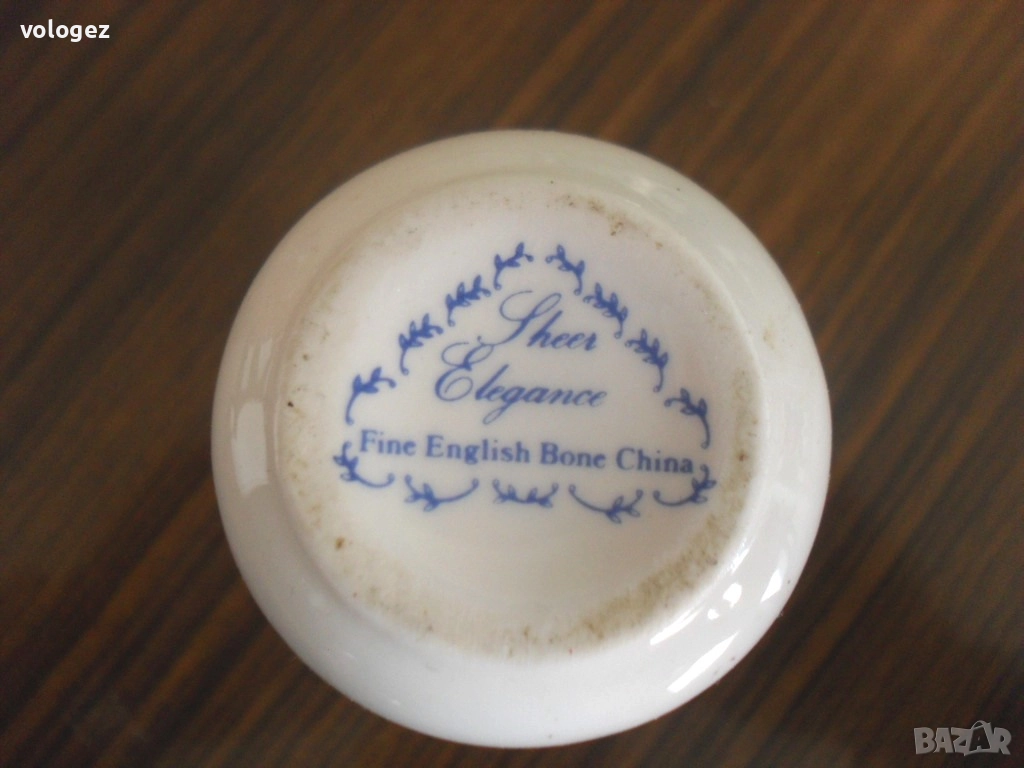 vologez
Sheer
Elegance
Fine English Bone China
BAZAR